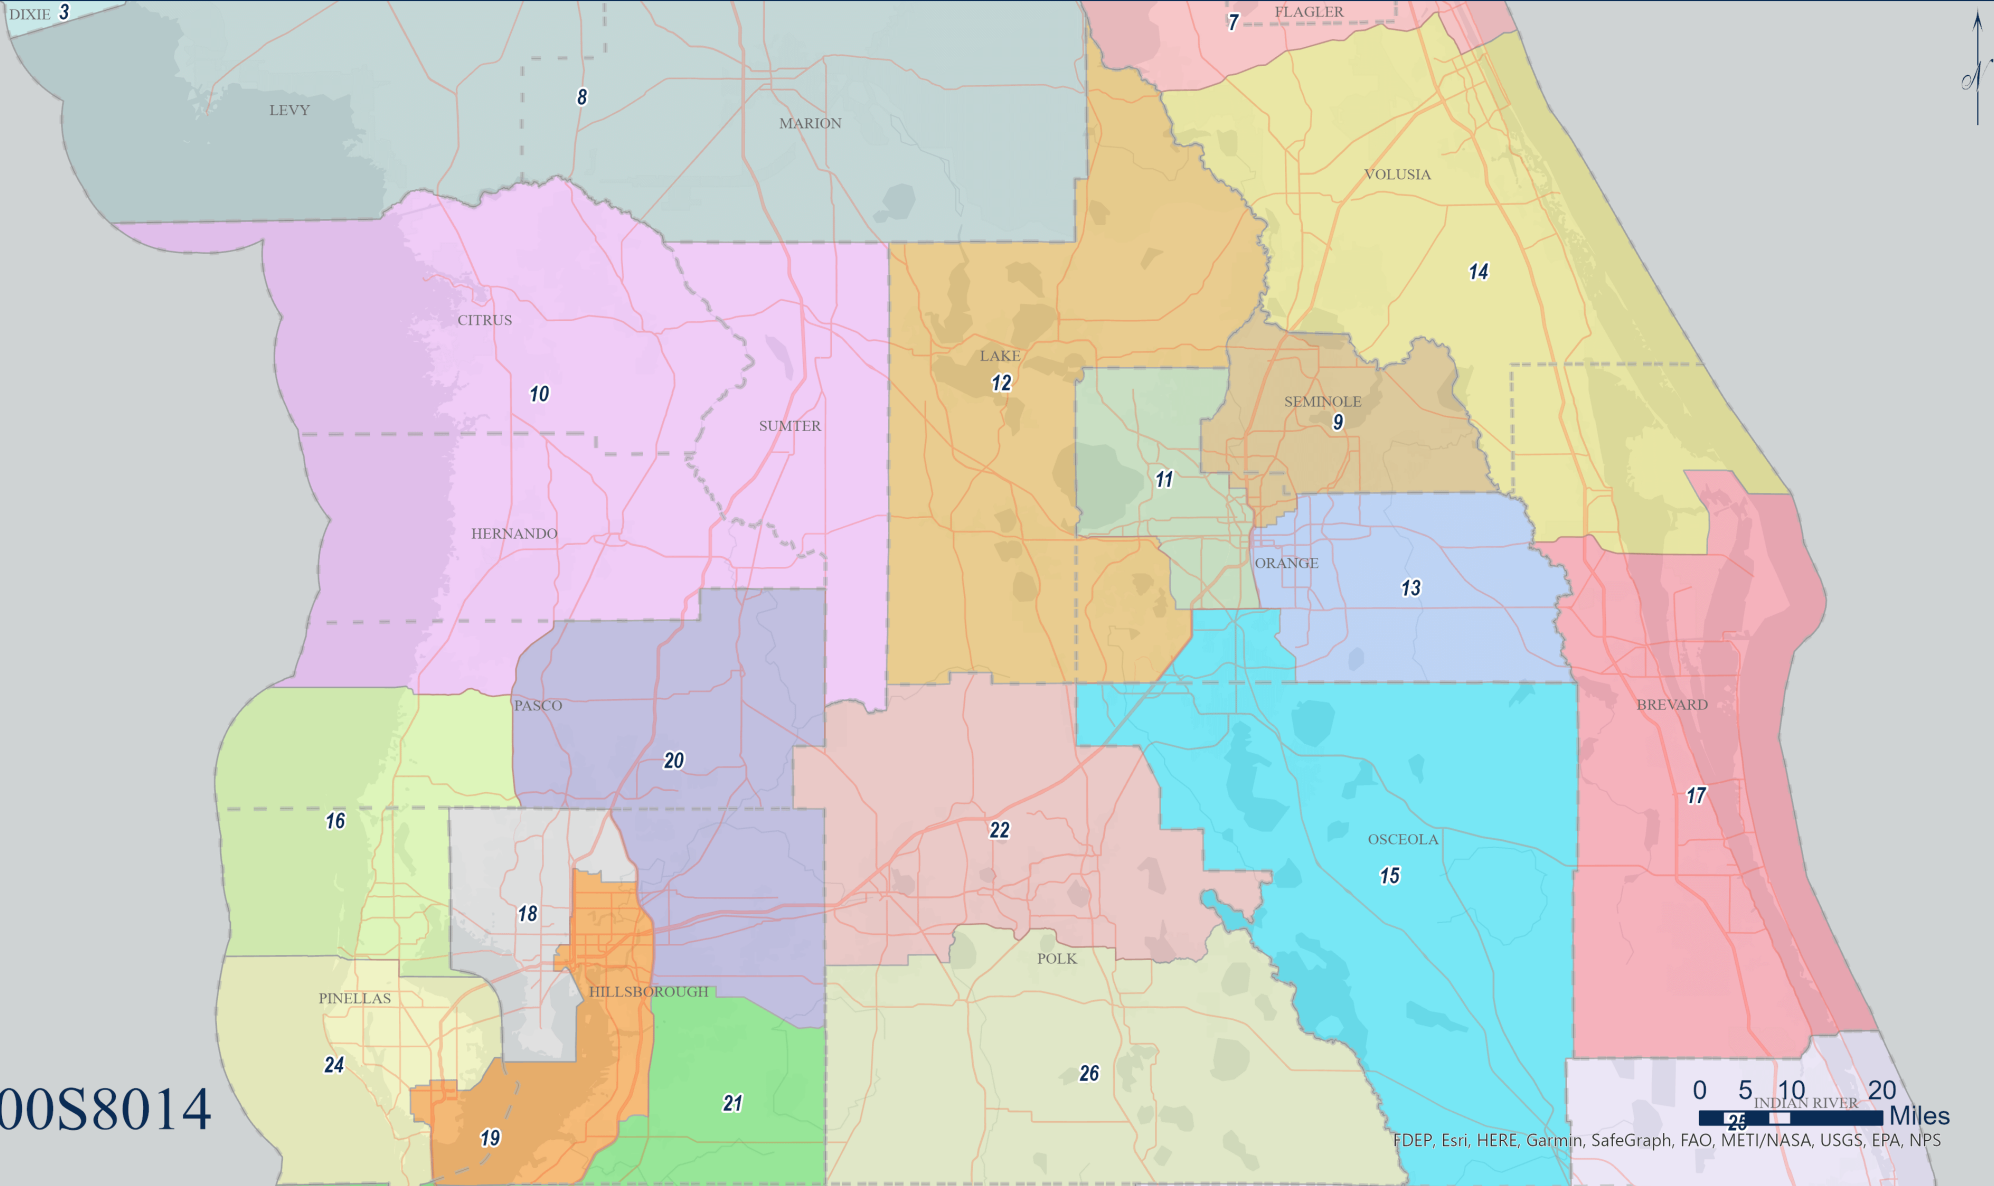 DIXIE 3
7 FLAGLER
N
LEVY
8
MARION
VOLUSIA
14
CITRUS
10
LAKE
12
SUMTER
SEMINOLE
9
11
HERNANDO
ORANGE
13
PASCO
BREVARD
20
17
16
22
OSCEOLA
15
18
POLK
PINELLAS
HILLSBOROUGH
24
26
21
19
00S8014
0 5 10 20
INDIAN RIVER
Miles
25
FDEP, Esri, HERE, Garmin, SafeGraph, FAO, METI/NASA, USGS, EPA, NPS